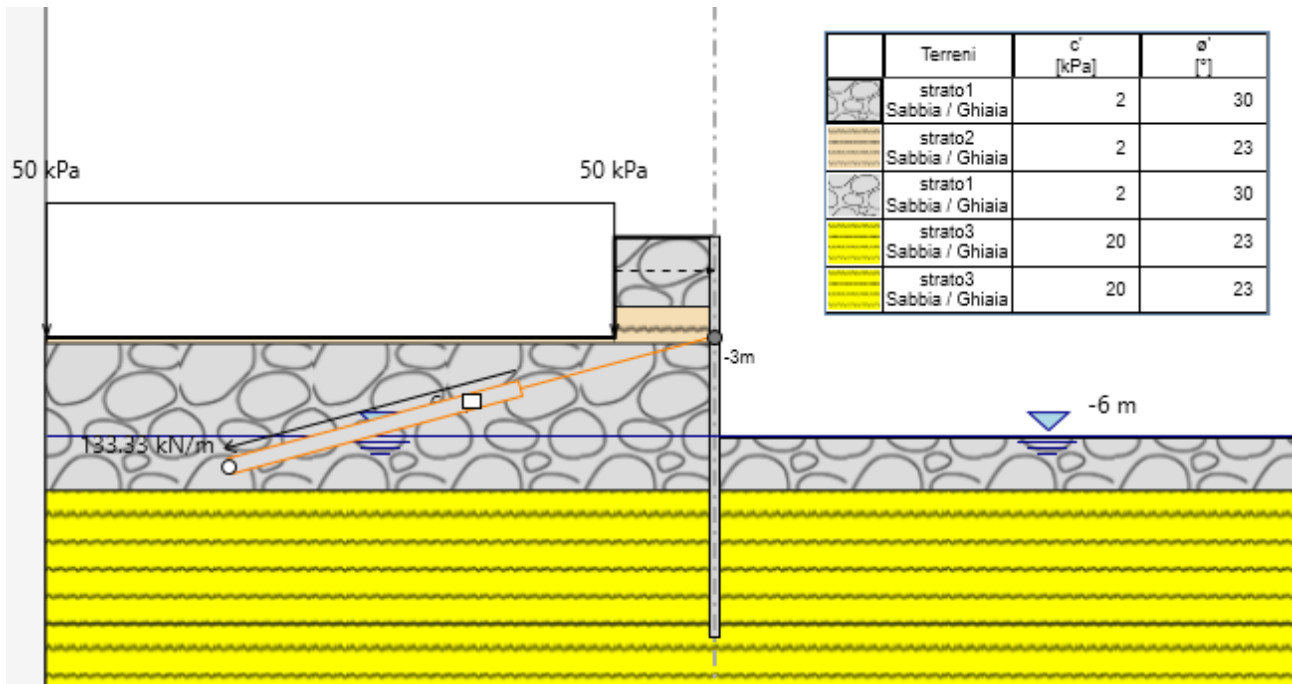 Terreni c' ø'
[kPa] [°]
strato1
Sabbia / Ghiaia 2 30
strato2
Sabbia / Ghiaia 2 23
strato1
Sabbia / Ghiaia 2 30
strato3
Sabbia / Ghiaia 20 23
strato3
Sabbia / Ghiaia 20 23
50 kPa 50 kPa
-3m
-6 m
133.33 kN/m